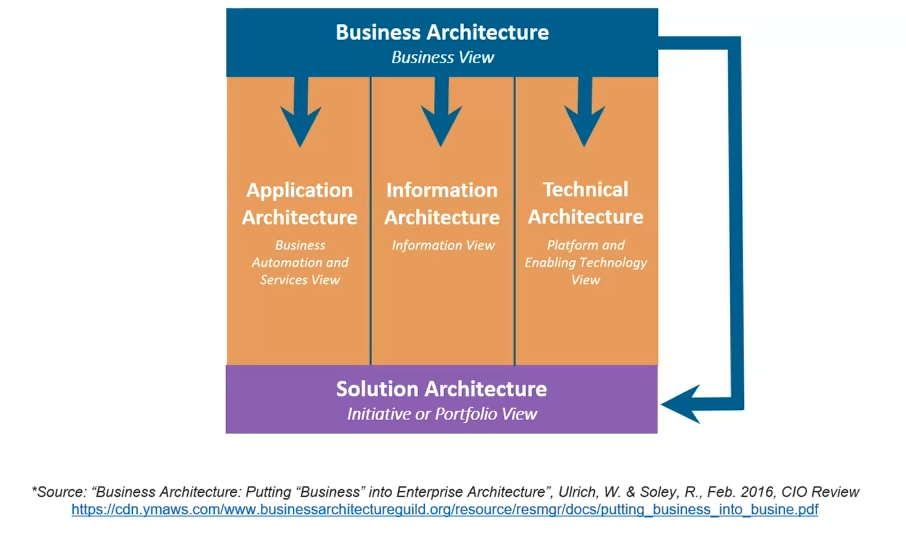 Business Architecture
Business View
Application
Architecture
Business
Automation and
Services View
Information
Architecture
Information View
Technical
Architecture
Platform and
Enabling Technology
View
Solution Architecture
Initiative or Portfolio View
*Source: “Business Architecture: Putting “Business” into Enterprise Architecture”, Ulrich, W. & Soley, R., Feb. 2016, CIO Review
https://cdn.ymaws.com/www.businessarchitectureguild.org/resource/resmgr/docs/putting_business_into_busine.pdf